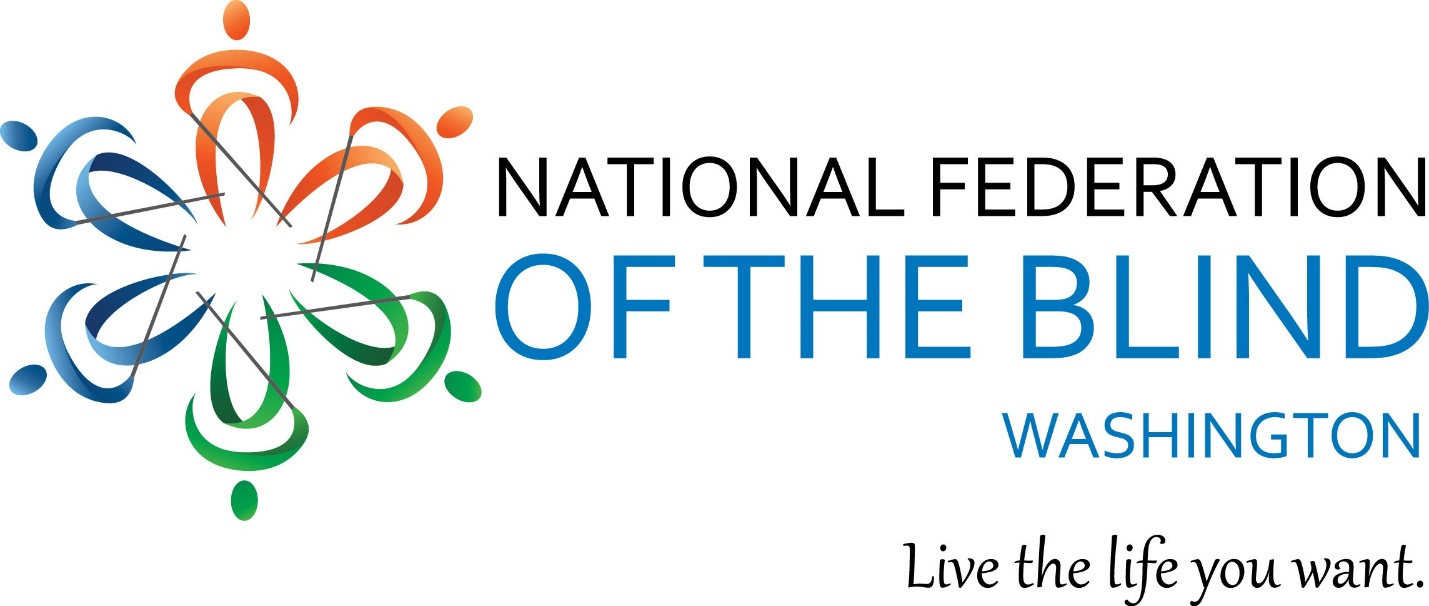 NATIONAL FEDERATION
OF THE BLIND
WASHINGTON
Live the life you want.